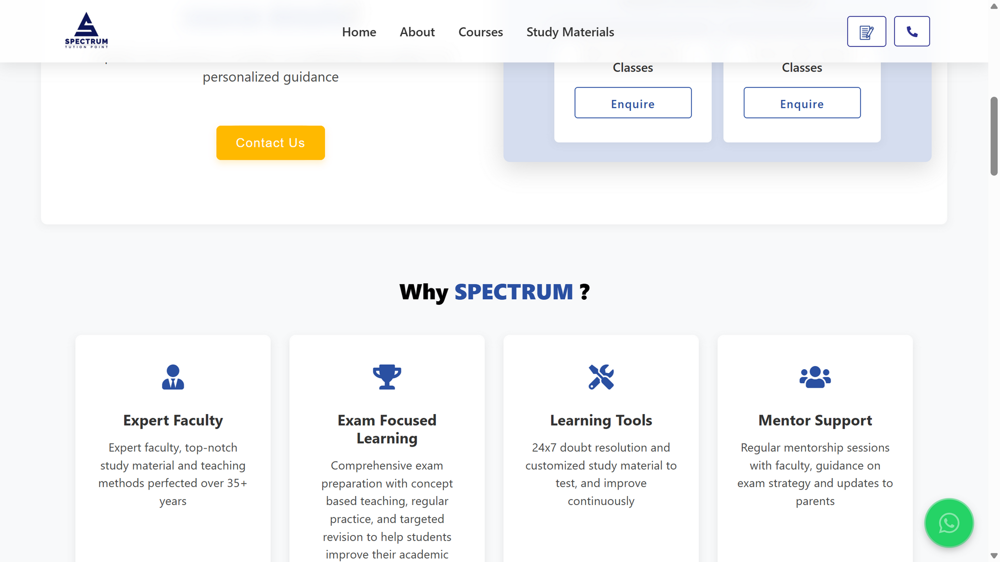 SPECTRUM
TUTION POINT
Home
About
Courses
Study Materials
personalized guidance
Contact Us
Classes
Enquire
Classes
Enquire
Why SPECTRUM ?
Expert Faculty
Expert faculty, top-notch
study material and teaching
methods perfected over 35+
years
Exam Focused
Learning
Comprehensive exam
preparation with concept
based teaching, regular
practice, and targeted
revision to help students
improve their academic
Learning Tools
24x7 doubt resolution and
customized study material to
test, and improve
continuously
Mentor Support
Regular mentorship sessions
with faculty, guidance on
exam strategy and updates to
parents